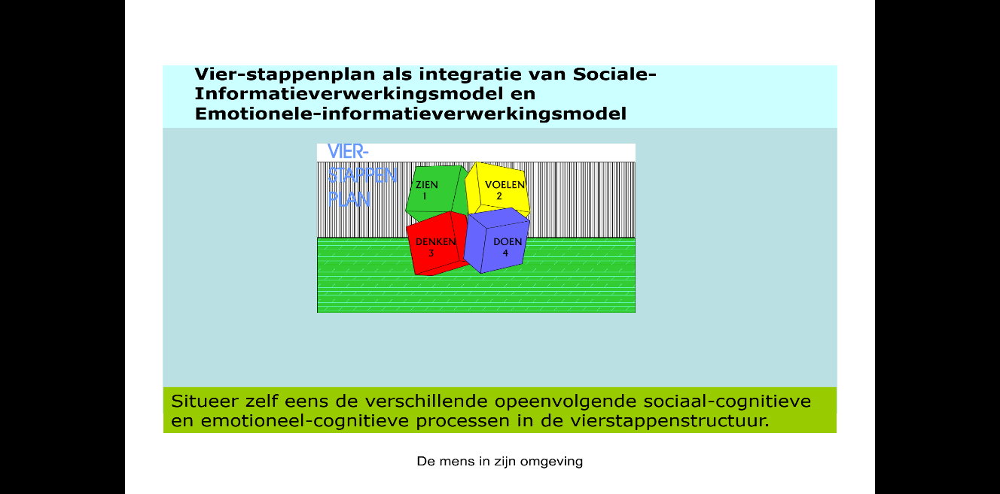 Vier-stappenplan als integratie van Sociale-
Informatieverwerkingsmodel en
Emotionele-informatieverwerkingsmodel
VIER-
STAPPEN
PLAN
ZIEN
1
VOELEN
2
DENKEN
3
DOEN
4
Situeer zelf eens de verschillende opeenvolgende sociaal-cognitieve
en emotioneel-cognitieve processen in de vierstappenstructuur.
De mens in zijn omgeving